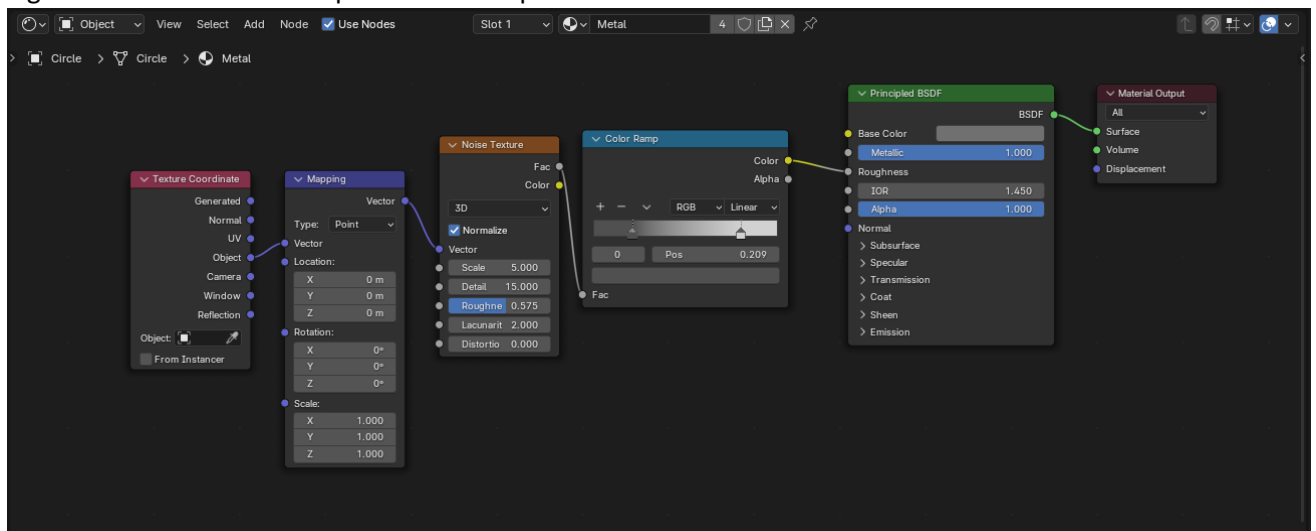 Object View Select Add Node Use Nodes Slot 1 Metal 4
Circle > Circle > Metal
Texture Coordinate
Generated
Normal
UV
Object
Camera
Window
Reflection
Object:
From Instancer
Mapping
Vector
Type: Point
Vector
Location:
X 0 m
Y 0 m
Z 0 m
Rotation:
X 0°
Y 0°
Z 0°
Scale:
X 1.000
Y 1.000
Z 1.000
Noise Texture
Fac
Color
3D
Normalize
Vector
Scale 5.000
Detail 15.000
Roughne 0.575
Lacunarit 2.000
Distortio 0.000
Color Ramp
Color
Alpha
+ − RGB Linear
0 Pos 0.209
Fac
Principled BSDF
BSDF
Base Color
Metallic 1.000
Roughness
IOR 1.450
Alpha 1.000
Normal
> Subsurface
> Specular
> Transmission
> Coat
> Sheen
> Emission
Material Output
All
Surface
Volume
Displacement